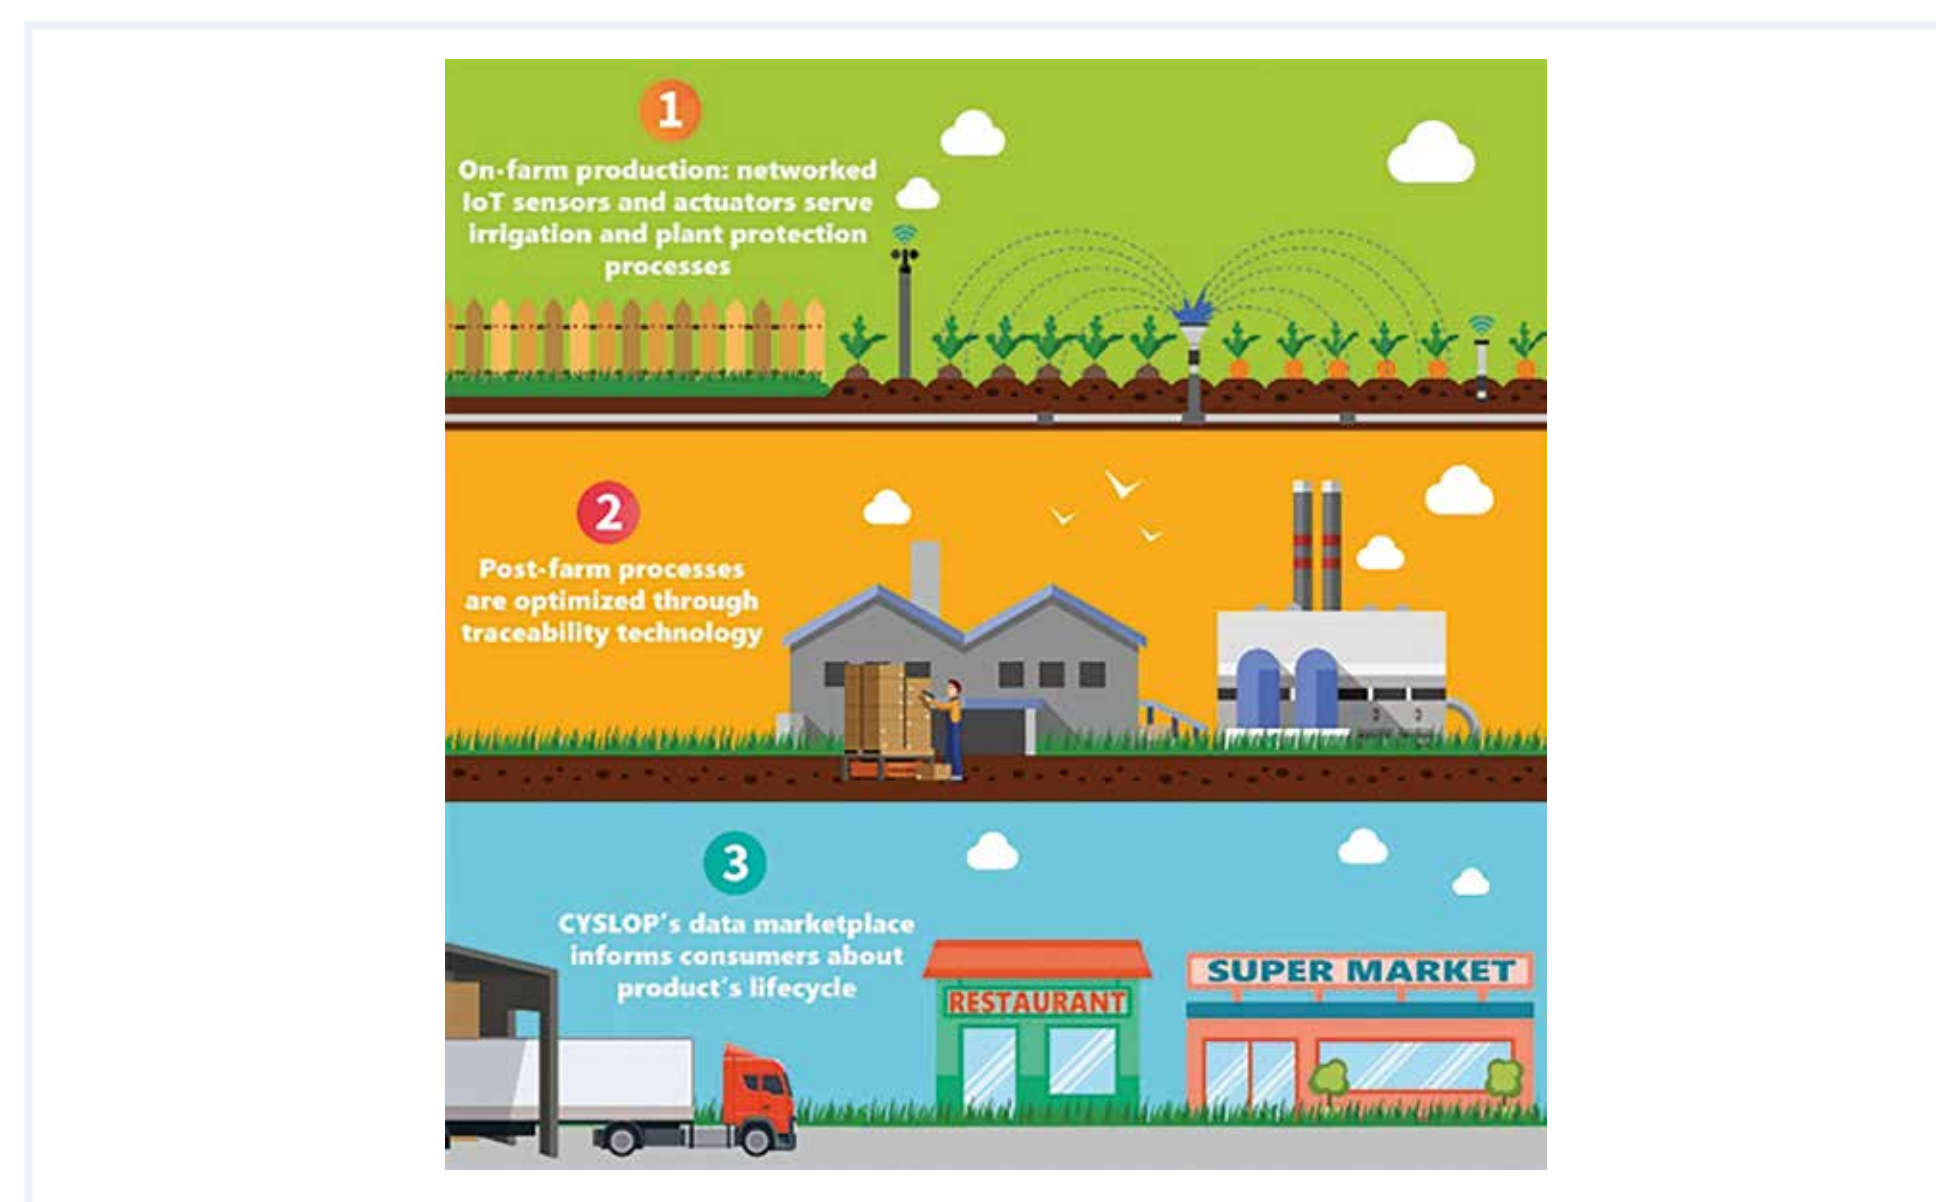 1
On-farm production: networked
IoT sensors and actuators serve
irrigation and plant protection
processes
2
Post-farm processes
are optimized through
traceability technology
3
CYSLOP's data marketplace
informs consumers about
product's lifecycle
RESTAURANT
SUPER MARKET